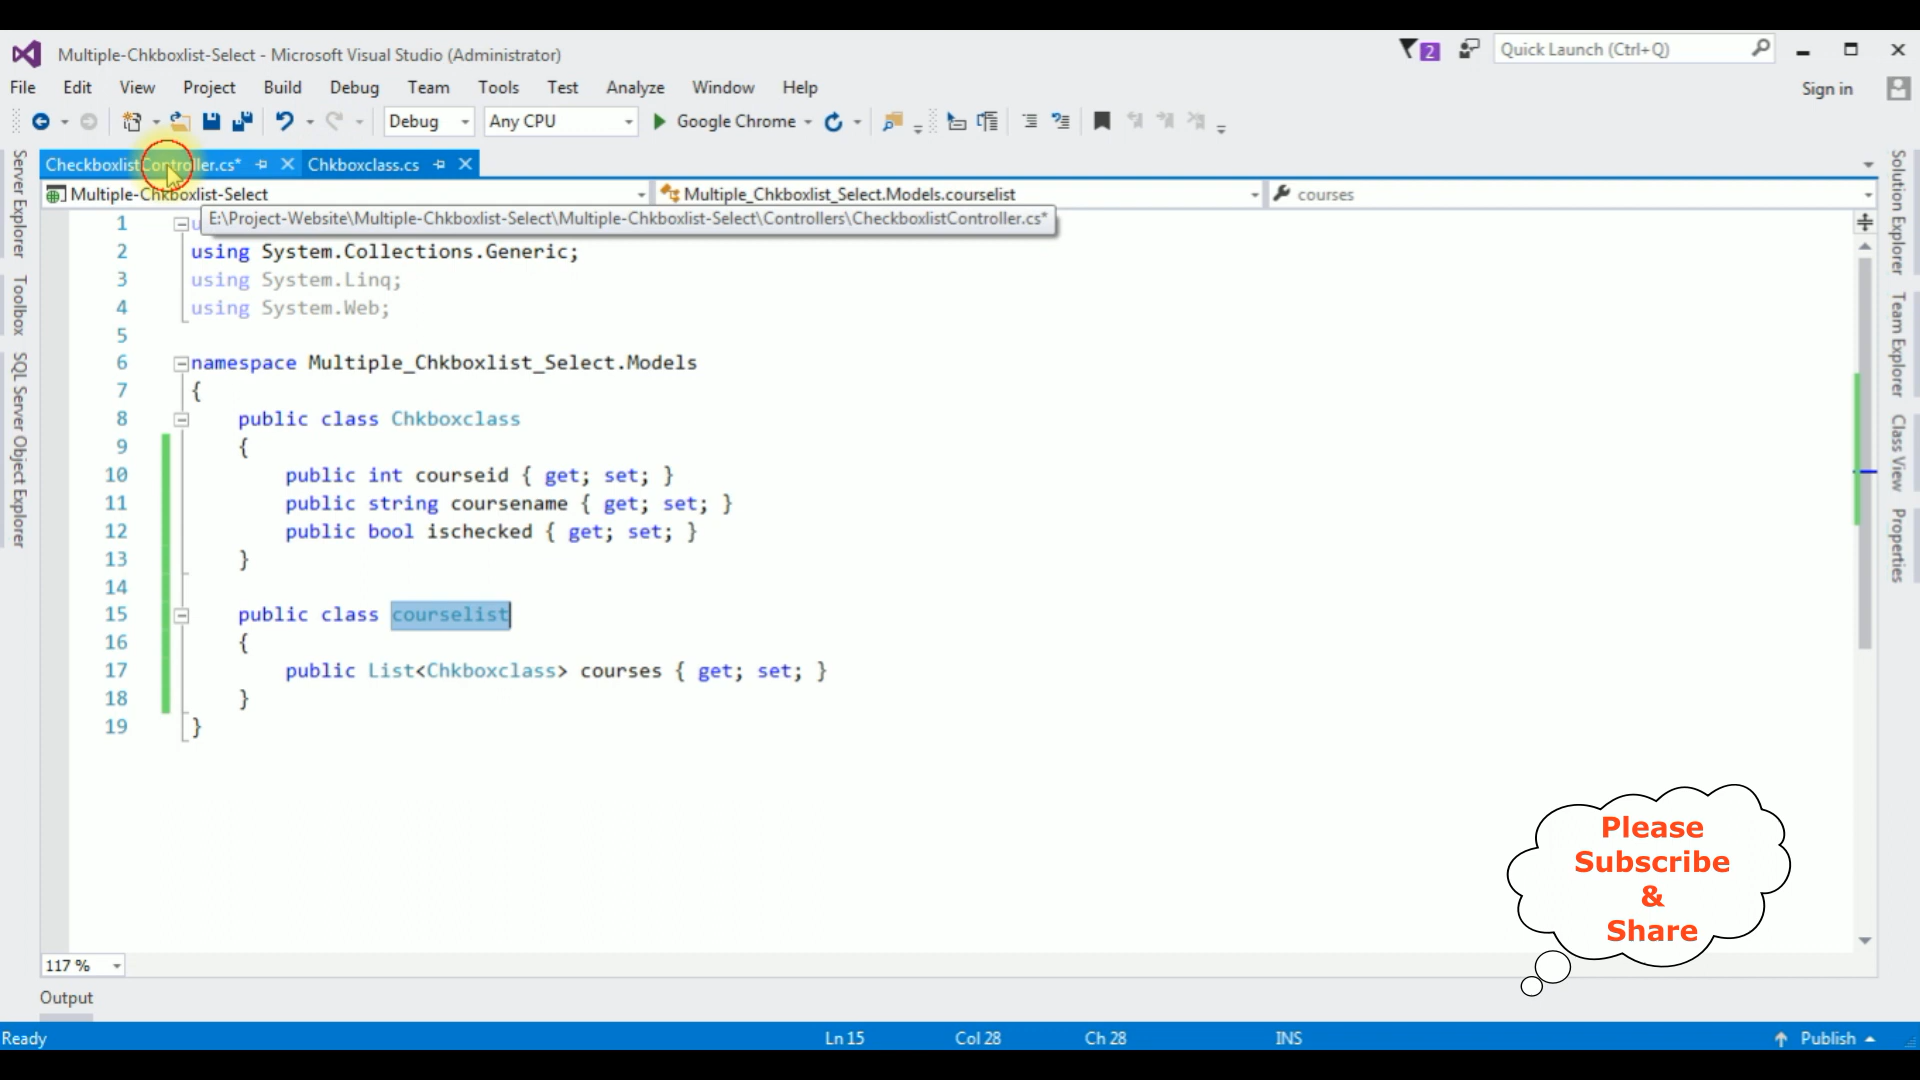 Multiple-Chkboxlist-Select - Microsoft Visual Studio (Administrator)
2
Quick Launch (Ctrl+Q)
File Edit View Project Build Debug Team Tools Test Analyze Window Help
Sign in
Debug
Any CPU
Google Chrome
CheckboxlistController.cs*
Chkboxclass.cs
Multiple-Chkboxlist-Select
Multiple_Chkboxlist_Select.Models.courselist
courses
E:\Project-Website\Multiple-Chkboxlist-Select\Multiple-Chkboxlist-Select\Controllers\CheckboxlistController.cs*
Server Explorer
Toolbox
SQL Server Object Explorer
1 u
2 using System.Collections.Generic;
3 using System.Linq;
4 using System.Web;
5
6 namespace Multiple_Chkboxlist_Select.Models
7 {
8 public class Chkboxclass
9 {
10 public int courseid { get; set; }
11 public string coursename { get; set; }
12 public bool ischecked { get; set; }
13 }
14
15 public class courselist
16 {
17 public List<Chkboxclass> courses { get; set; }
18 }
19 }
Solution Explorer
Team Explorer
Class View
Properties
Please
Subscribe
&
Share
117 %
Output
Ready
Ln 15
Col 28
Ch 28
INS
Publish